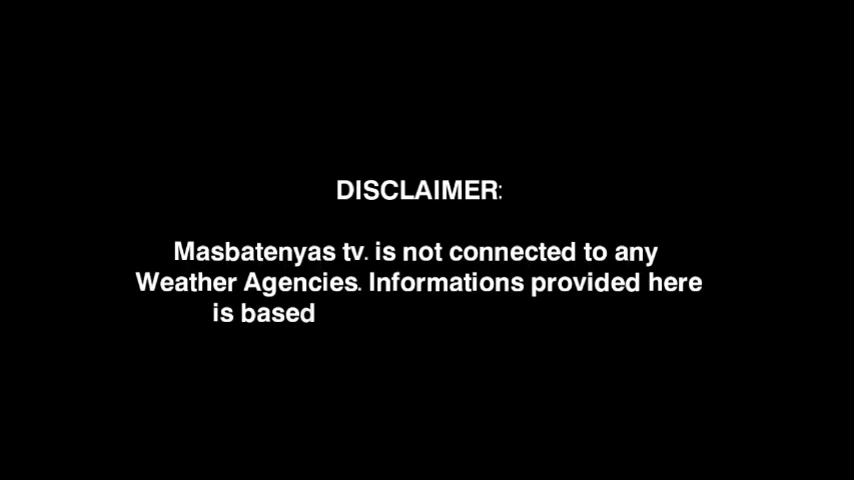 DISCLAIMER:
Masbatenyas tv. is not connected to any
Weather Agencies. Informations provided here
is based